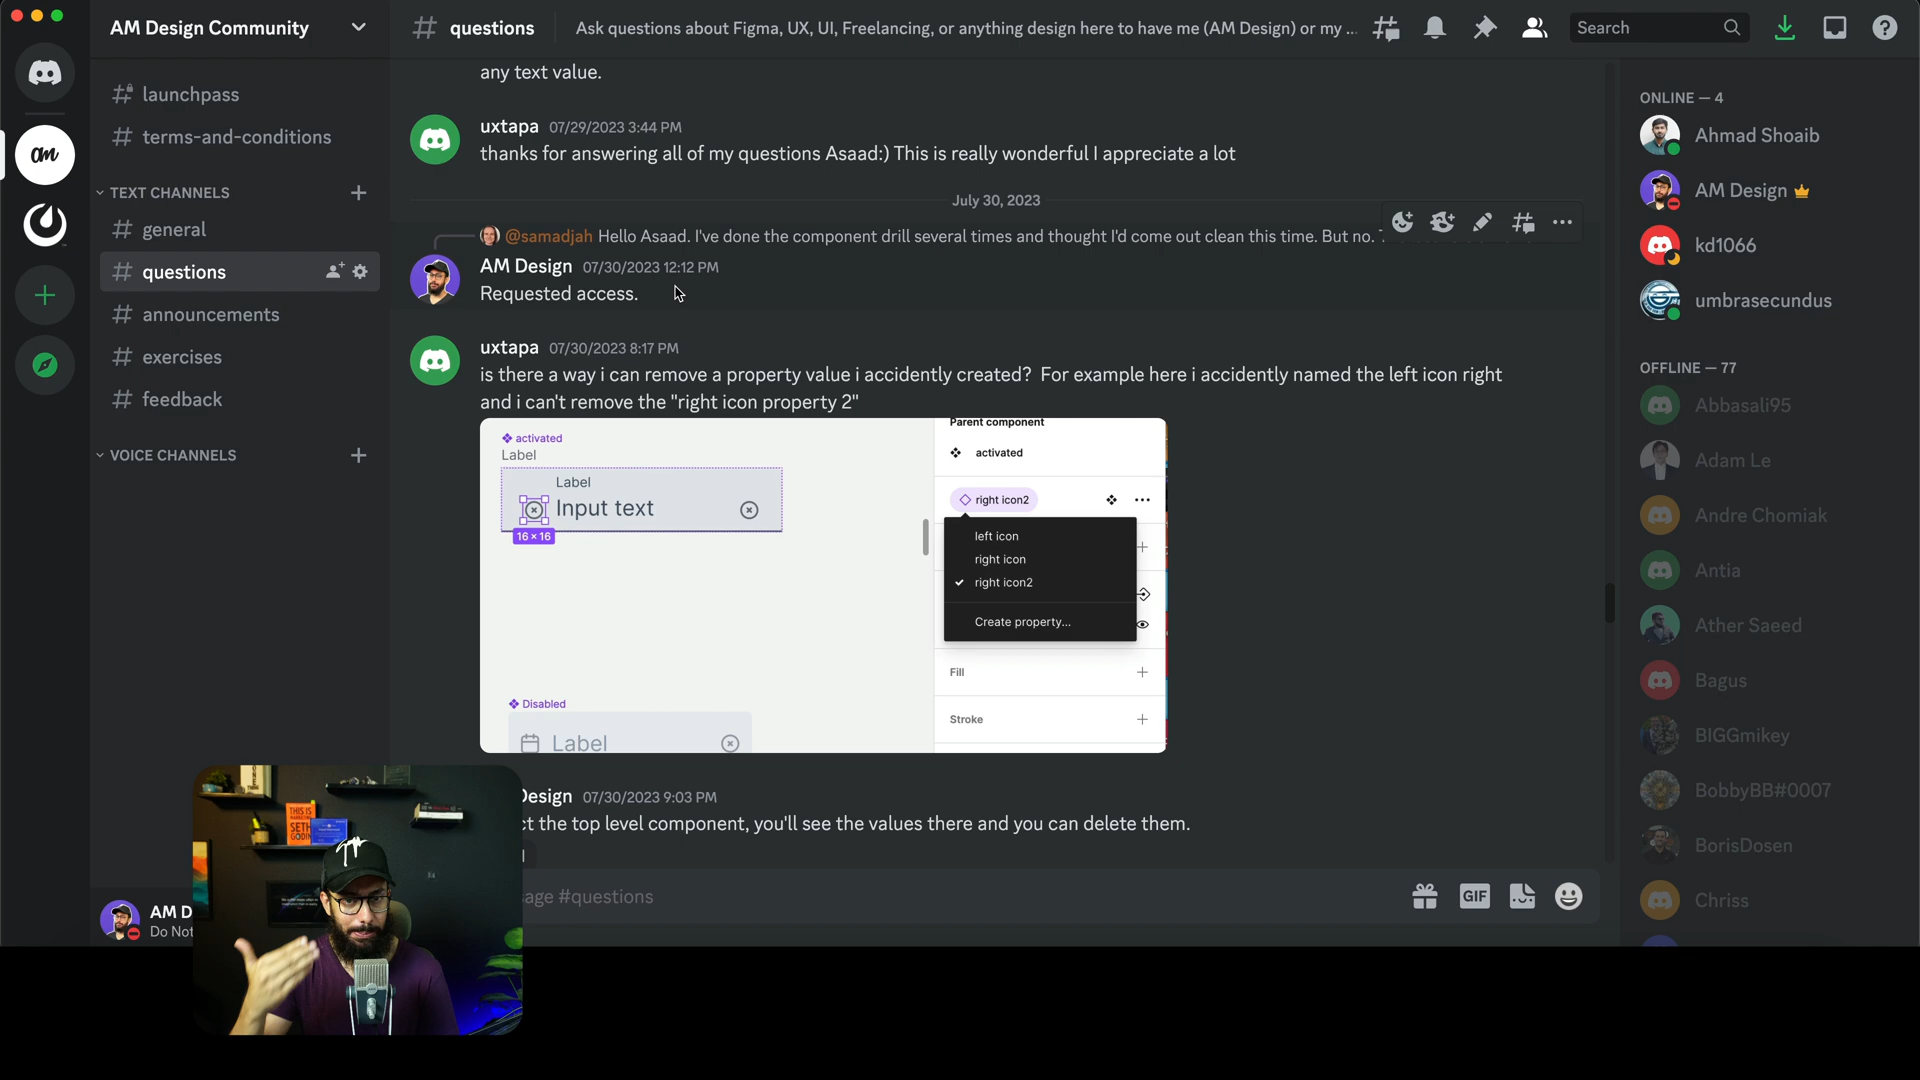 AM Design Community
launchpass
terms-and-conditions
TEXT CHANNELS
general
questions
announcements
exercises
feedback
VOICE CHANNELS
AM D
Do Not
am
questions
Ask questions about Figma, UX, UI, Freelancing, or anything design here to have me (AM Design) or my ...
Search
any text value.
uxtapa 07/29/2023 3:44 PM
thanks for answering all of my questions Asaad:) This is really wonderful I appreciate a lot
July 30, 2023
@samadjah Hello Asaad. I've done the component drill several times and thought I'd come out clean this time. But no.
AM Design 07/30/2023 12:12 PM
Requested access.
uxtapa 07/30/2023 8:17 PM
is there a way i can remove a property value i accidently created? For example here i accidently named the left icon right
and i can't remove the "right icon property 2"
activated
Label
Label
Input text
16 × 16
Disabled
Label
Parent component
activated
right icon2
left icon
right icon
right icon2
Create property...
Fill
Stroke
Design 07/30/2023 9:03 PM
ct the top level component, you'll see the values there and you can delete them.
age #questions
GIF
ONLINE — 4
Ahmad Shoaib
AM Design
kd1066
umbrasecundus
OFFLINE — 77
Abbasali95
Adam Le
Andre Chomiak
Antia
Ather Saeed
Bagus
BIGGmikey
BobbyBB#0007
BorisDosen
Chriss
THIS IS
MARKETING
SETH
GODIN